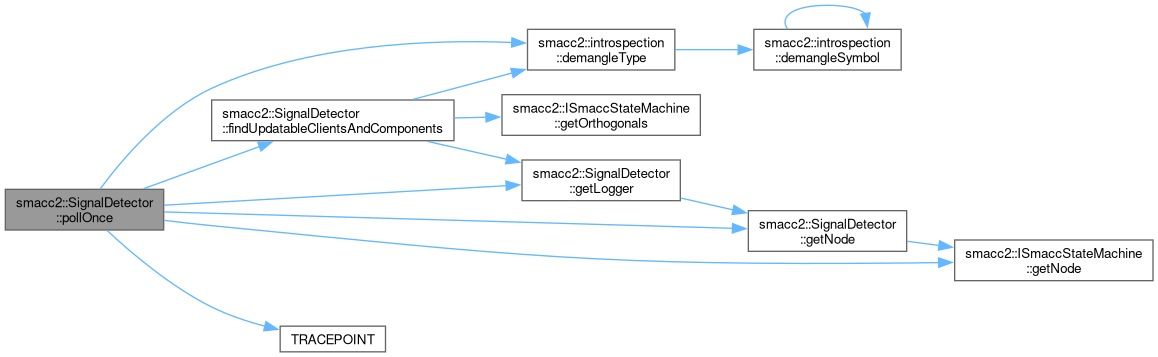 smacc2::SignalDetector
::pollOnce
smacc2::introspection
::demangleType
smacc2::introspection
::demangleSymbol
smacc2::SignalDetector
::findUpdatableClientsAndComponents
smacc2::ISmaccStateMachine
::getOrthogonals
smacc2::SignalDetector
::getLogger
smacc2::SignalDetector
::getNode
smacc2::ISmaccStateMachine
::getNode
TRACEPOINT